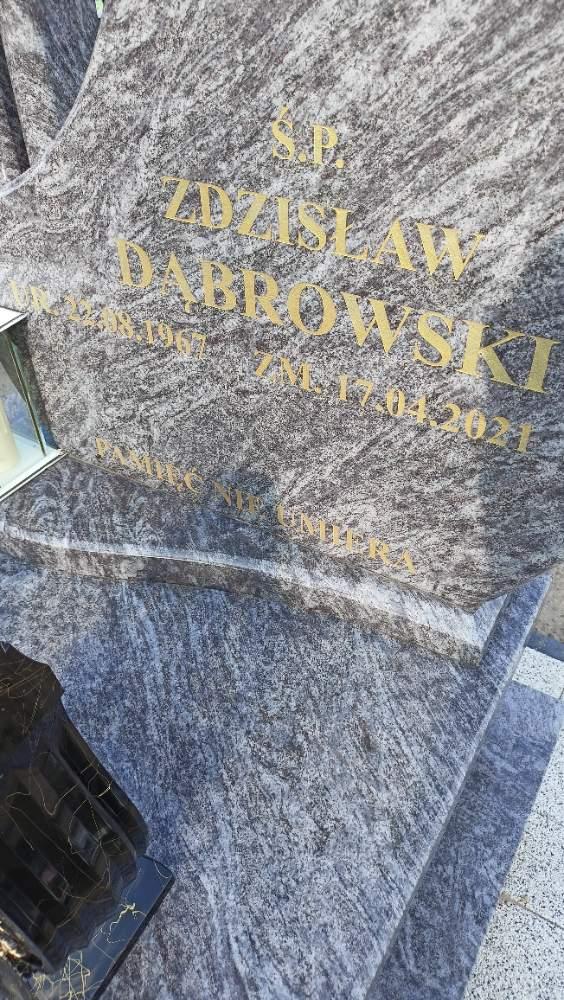 Ś.P.
ZDZISŁAW
DĄBROWSKI
UR. 22.08.1967 ZM. 17.04.2021
PAMIĘĆ NIE UMIERA